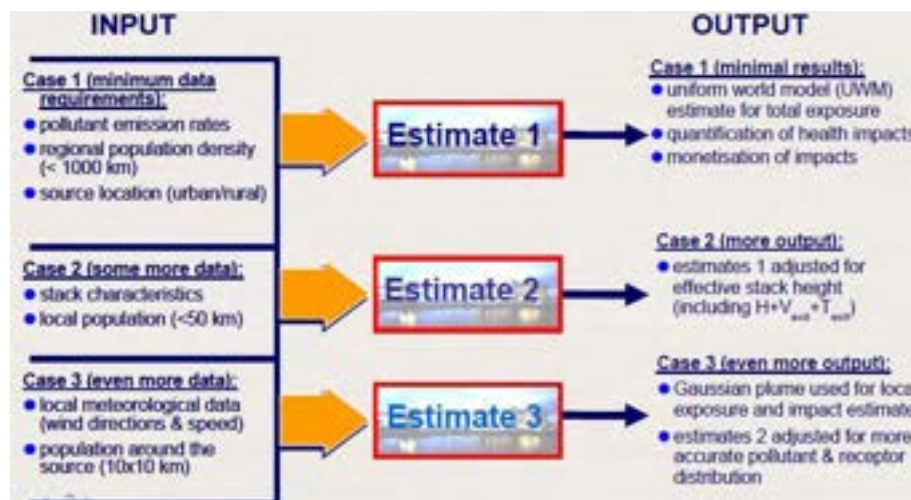 INPUT
Case 1 (minimum data
requirements):
pollutant emission rates
regional population density
(< 1000 km)
source location (urban/rural)
Case 2 (some more data):
stack characteristics
local population (<50 km)
Case 3 (even more data):
local meteorological data
(wind directions & speed)
population around the
source (10x10 km)
Estimate 1
Estimate 2
Estimate 3
OUTPUT
Case 1 (minimal results):
uniform world model (UWM)
estimate for total exposure
quantification of health impacts
monetisation of impacts
Case 2 (more output):
estimates 1 adjusted for
effective stack height
(including H+Vexit+Texit)
Case 3 (even more output):
Gaussian plume used for local
exposure and impact estimate
estimates 2 adjusted for more
accurate pollutant & receptor
distribution